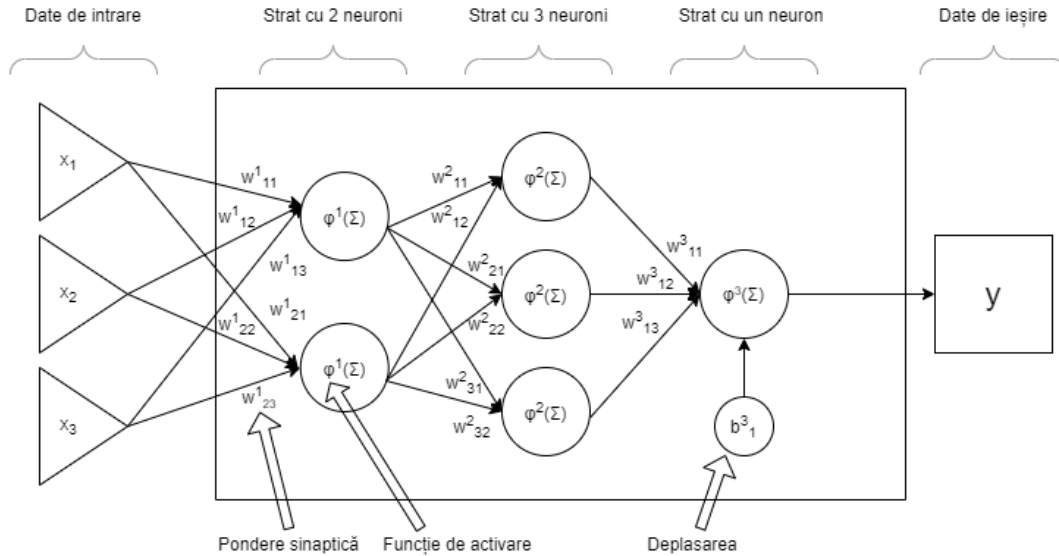 Date de intrare
Strat cu 2 neuroni
Strat cu 3 neuroni
Strat cu un neuron
Date de ieșire
x₁
x₂
x₃
w¹₁₁
w¹₁₂
w¹₁₃
w¹₂₁
w¹₂₂
w¹₂₃
φ¹(Σ)
φ¹(Σ)
w²₁₁
w²₁₂
w²₂₁
w²₂₂
w²₃₁
w²₃₂
φ²(Σ)
φ²(Σ)
φ²(Σ)
w³₁₁
w³₁₂
w³₁₃
φ³(Σ)
b³₁
y
Pondere sinaptică
Funcție de activare
Deplasarea